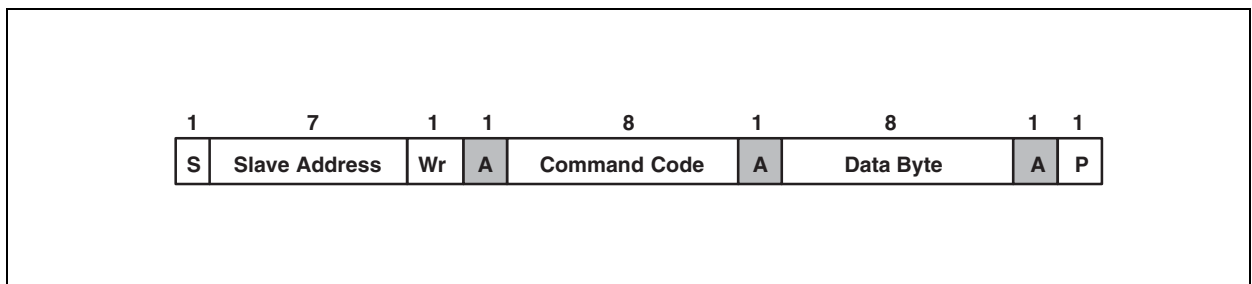 1 7 1 1 8 1 8 1 1
S Slave Address Wr A Command Code A Data Byte A P